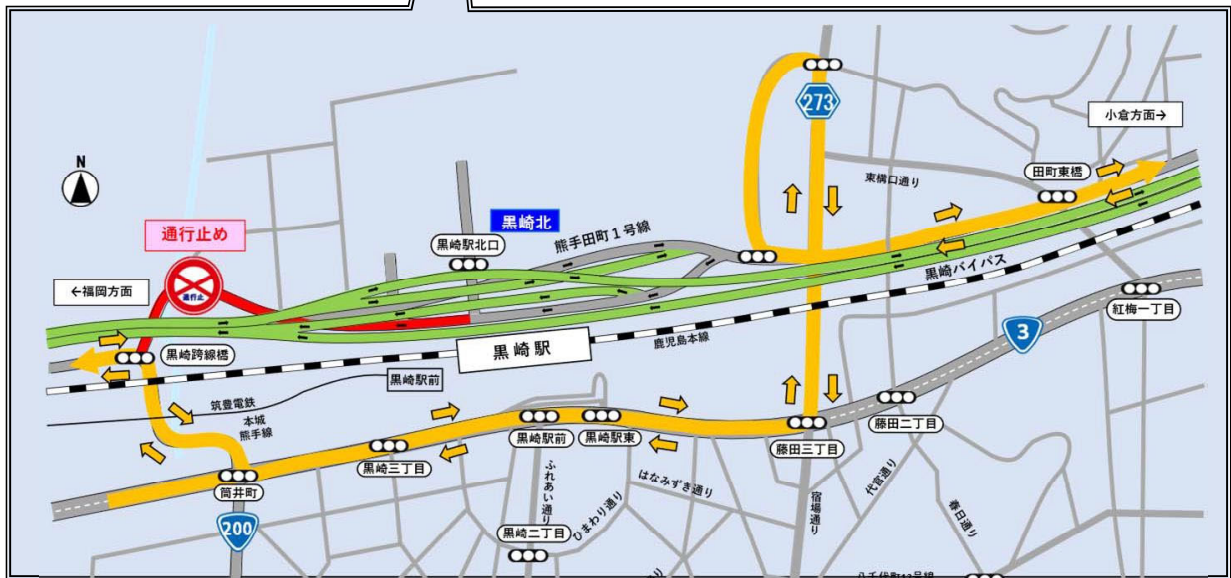 273
小倉方面→
田町東橋
東構口通り
N
通行止め
黒崎北
黒崎駅北口
熊手田町1号線
通行止
←福岡方面
黒崎バイパス
紅梅一丁目
3
黒崎跨線橋
黒崎駅
鹿児島本線
黒崎駅前
筑豊電鉄
本城
熊手線
藤田二丁目
黒崎駅前
黒崎駅東
藤田三丁目
黒崎三丁目
筒井町
ふれあい通り
はなみずき通り
ひまわり通り
宿場通り
代官通り
春日通り
200
黒崎二丁目